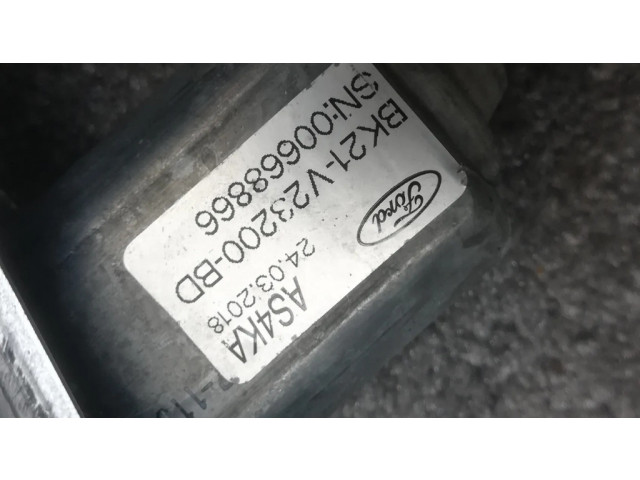 Ford
BK21-V23200-BD
SN:00668866
24.03.2018
AS4KA